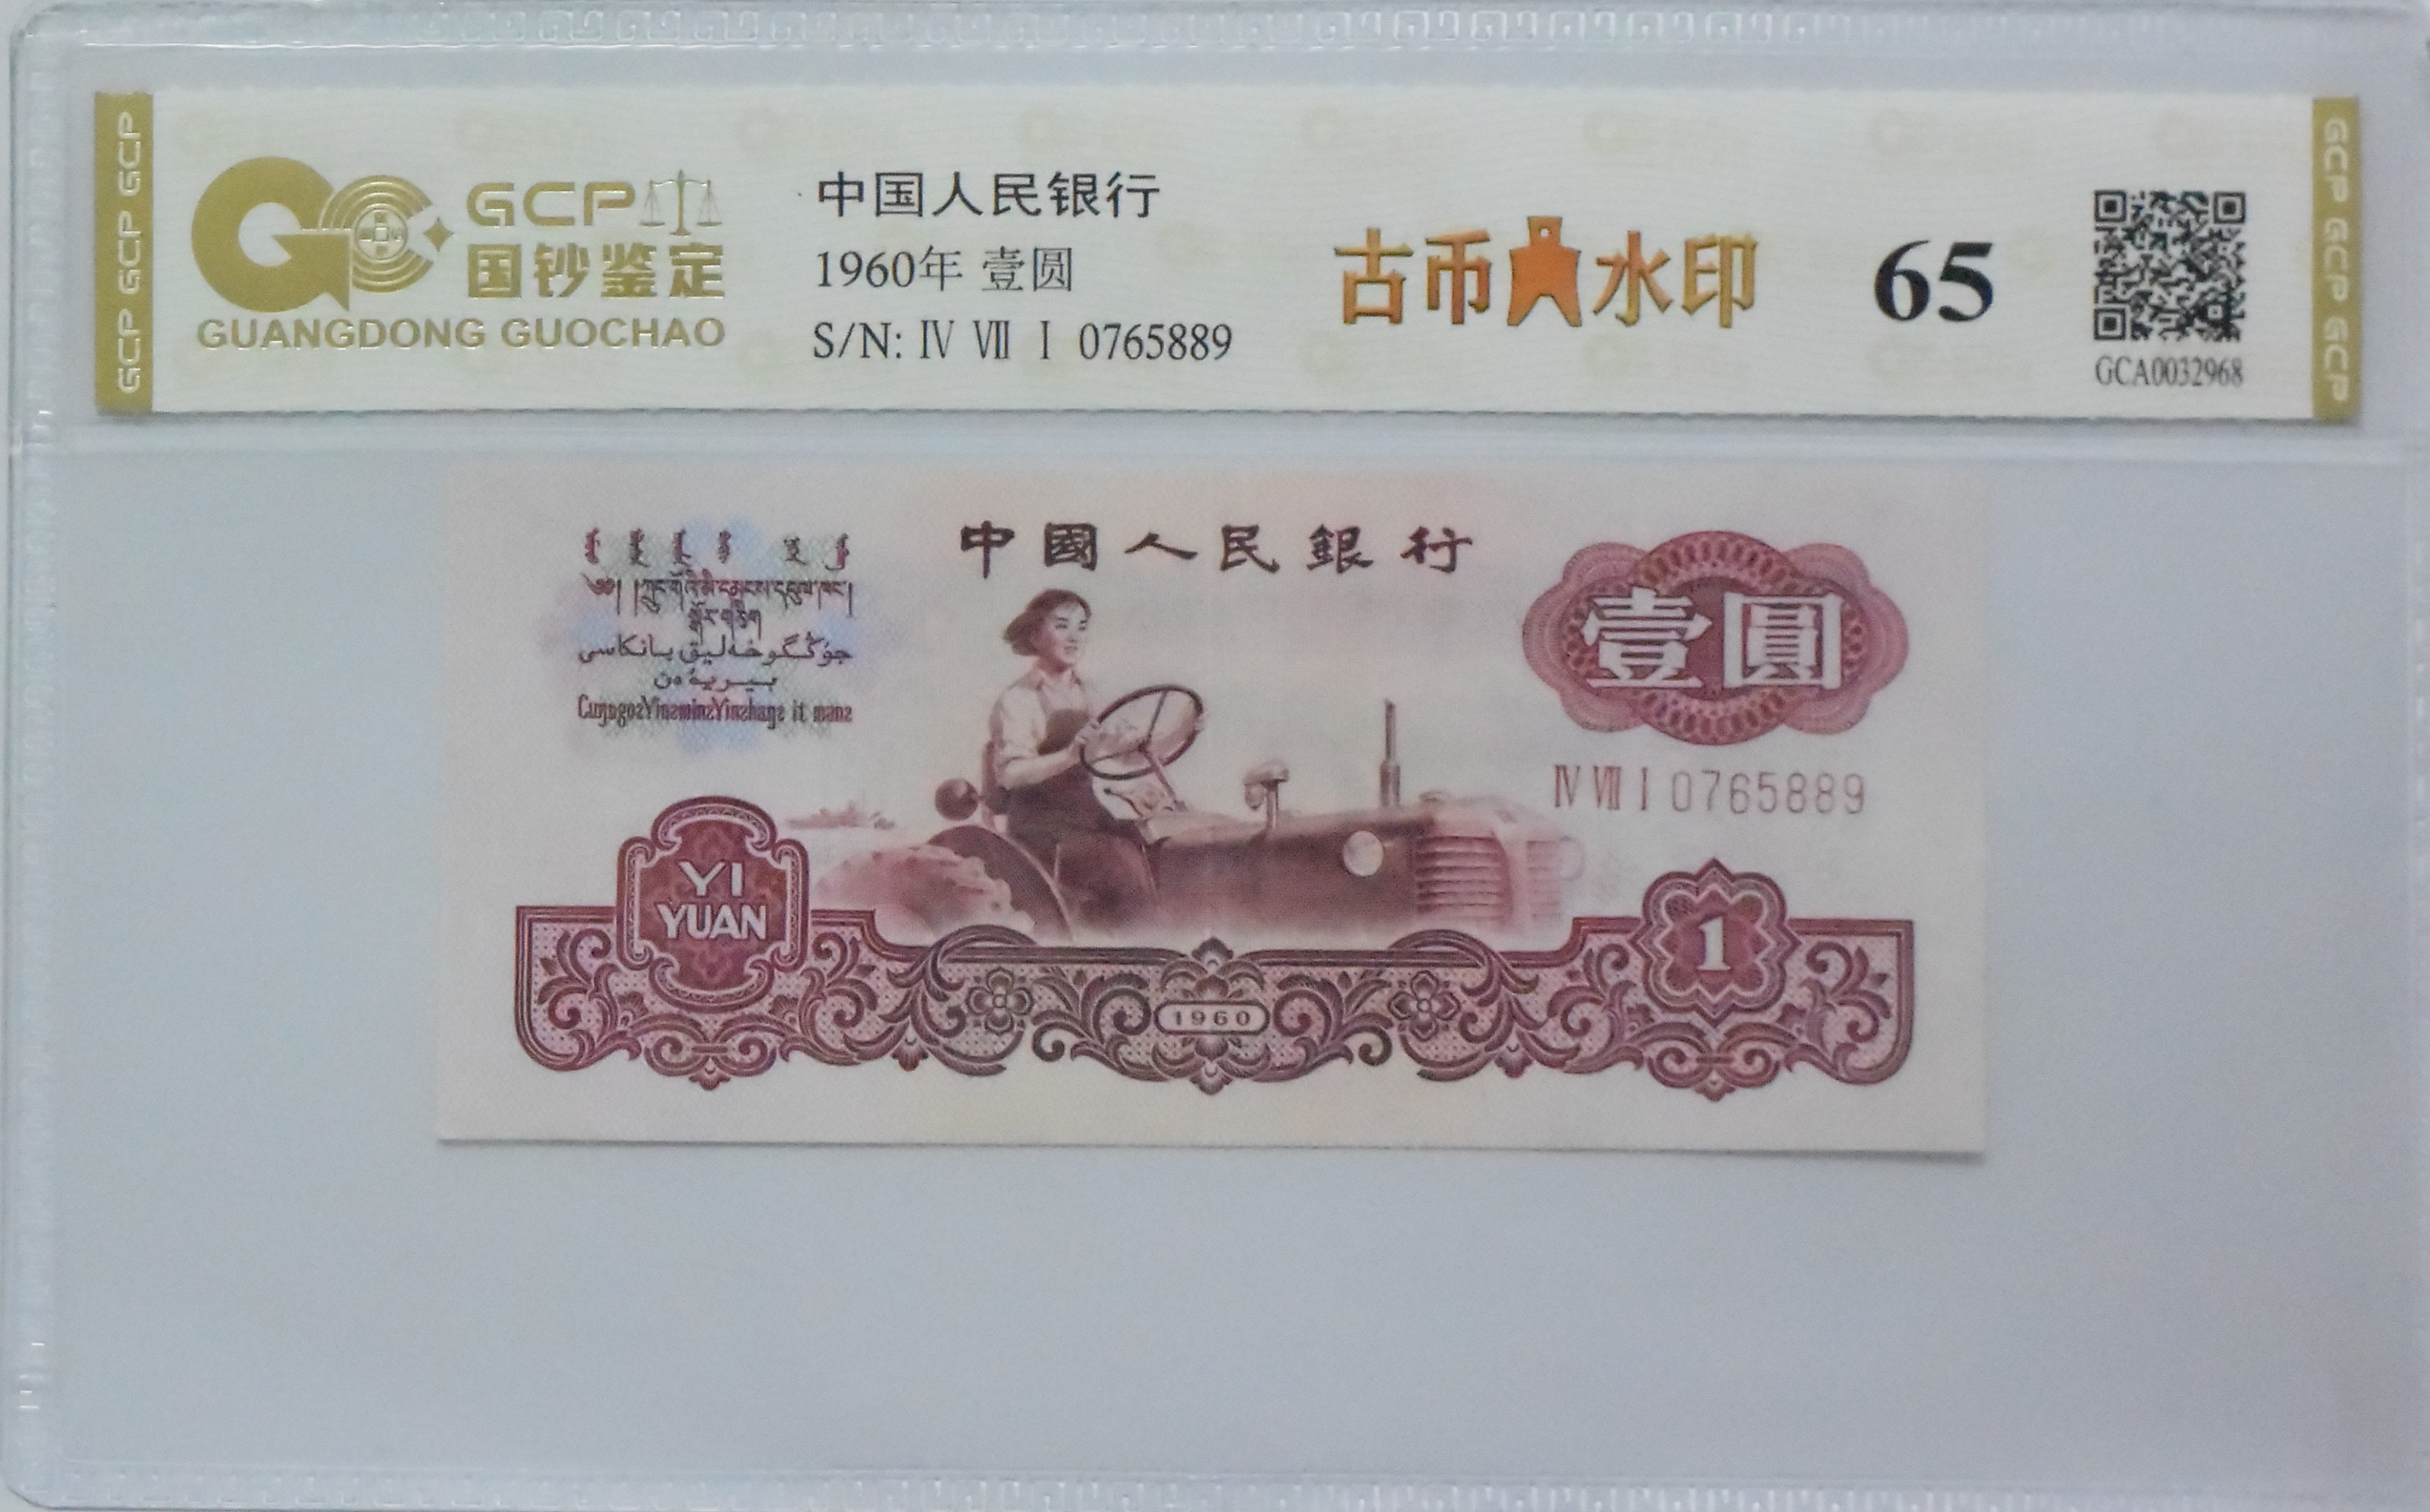 GCP GCP GCP
GCP
国钞鉴定
GUANGDONG GUOCHAO
中国人民银行
1960年 壹圆
S/N: Ⅳ Ⅶ Ⅰ 0765889
古币水印
65
GCA0032968
GCP GCP GCP
中國人民銀行
壹圓
Ⅳ Ⅶ Ⅰ 0765889
YI
YUAN
1
1960